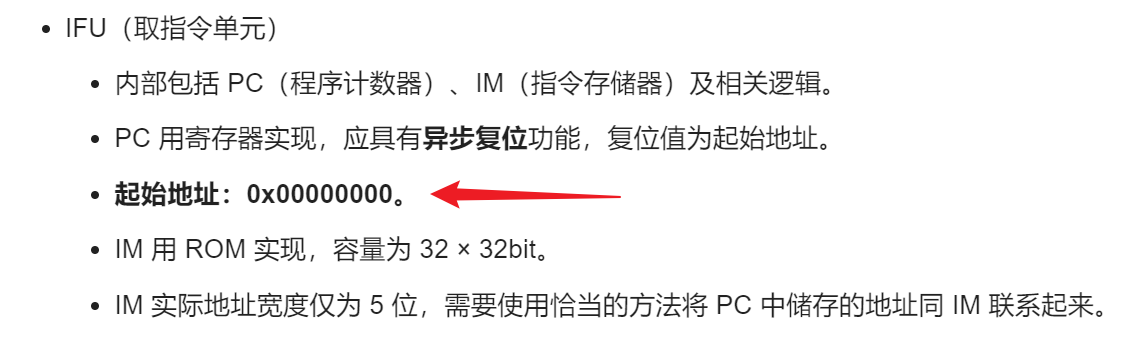 IFU（取指令单元）
内部包括 PC（程序计数器）、IM（指令存储器）及相关逻辑。
PC 用寄存器实现，应具有异步复位功能，复位值为起始地址。
起始地址：0x00000000。
IM 用 ROM 实现，容量为 32 × 32bit。
IM 实际地址宽度仅为 5 位，需要使用恰当的方法将 PC 中储存的地址同 IM 联系起来。